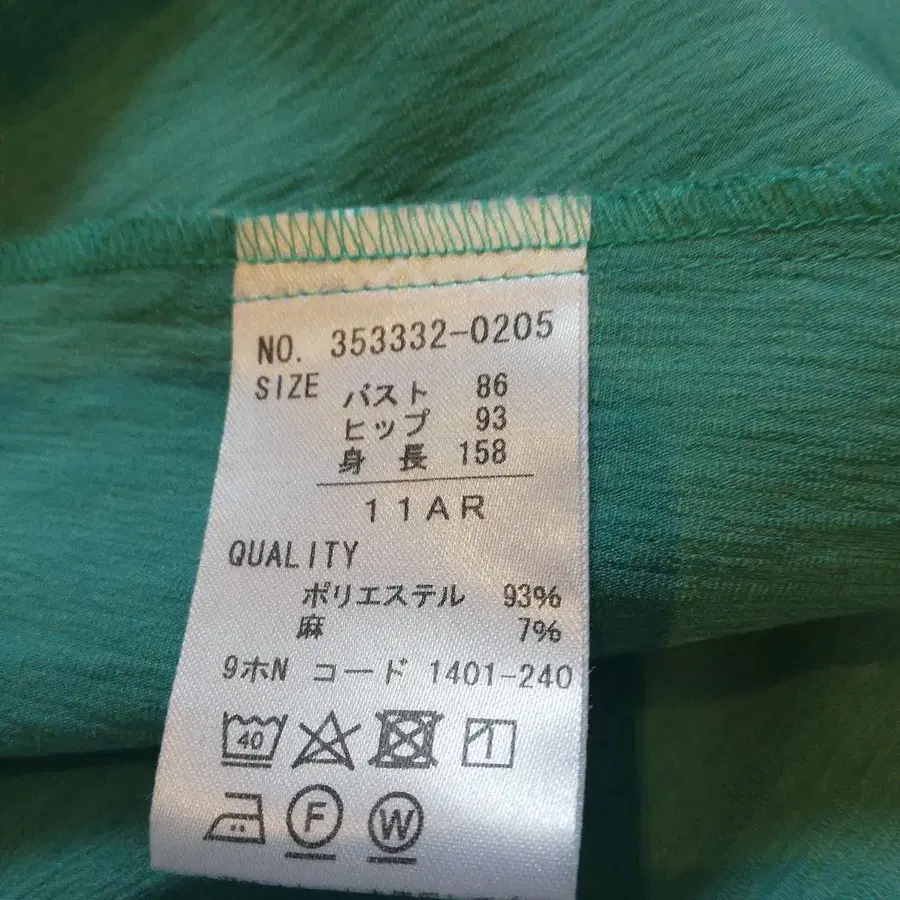 NO. 353332-0205
SIZE バスト 86
ヒップ 93
身長 158
11AR
QUALITY
ポリエステル 93%
麻 7%
9ホN コード 1401-240
40
F W